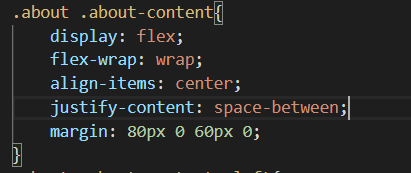 .about .about-content{
    display: flex;
    flex-wrap: wrap;
    align-items: center;
    justify-content: space-between;
    margin: 80px 0 60px 0;
}